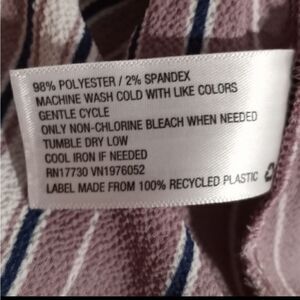 98% POLYESTER / 2% SPANDEX
MACHINE WASH COLD WITH LIKE COLORS
GENTLE CYCLE
ONLY NON-CHLORINE BLEACH WHEN NEEDED
TUMBLE DRY LOW
COOL IRON IF NEEDED
RN17730 VN1976052
LABEL MADE FROM 100% RECYCLED PLASTIC